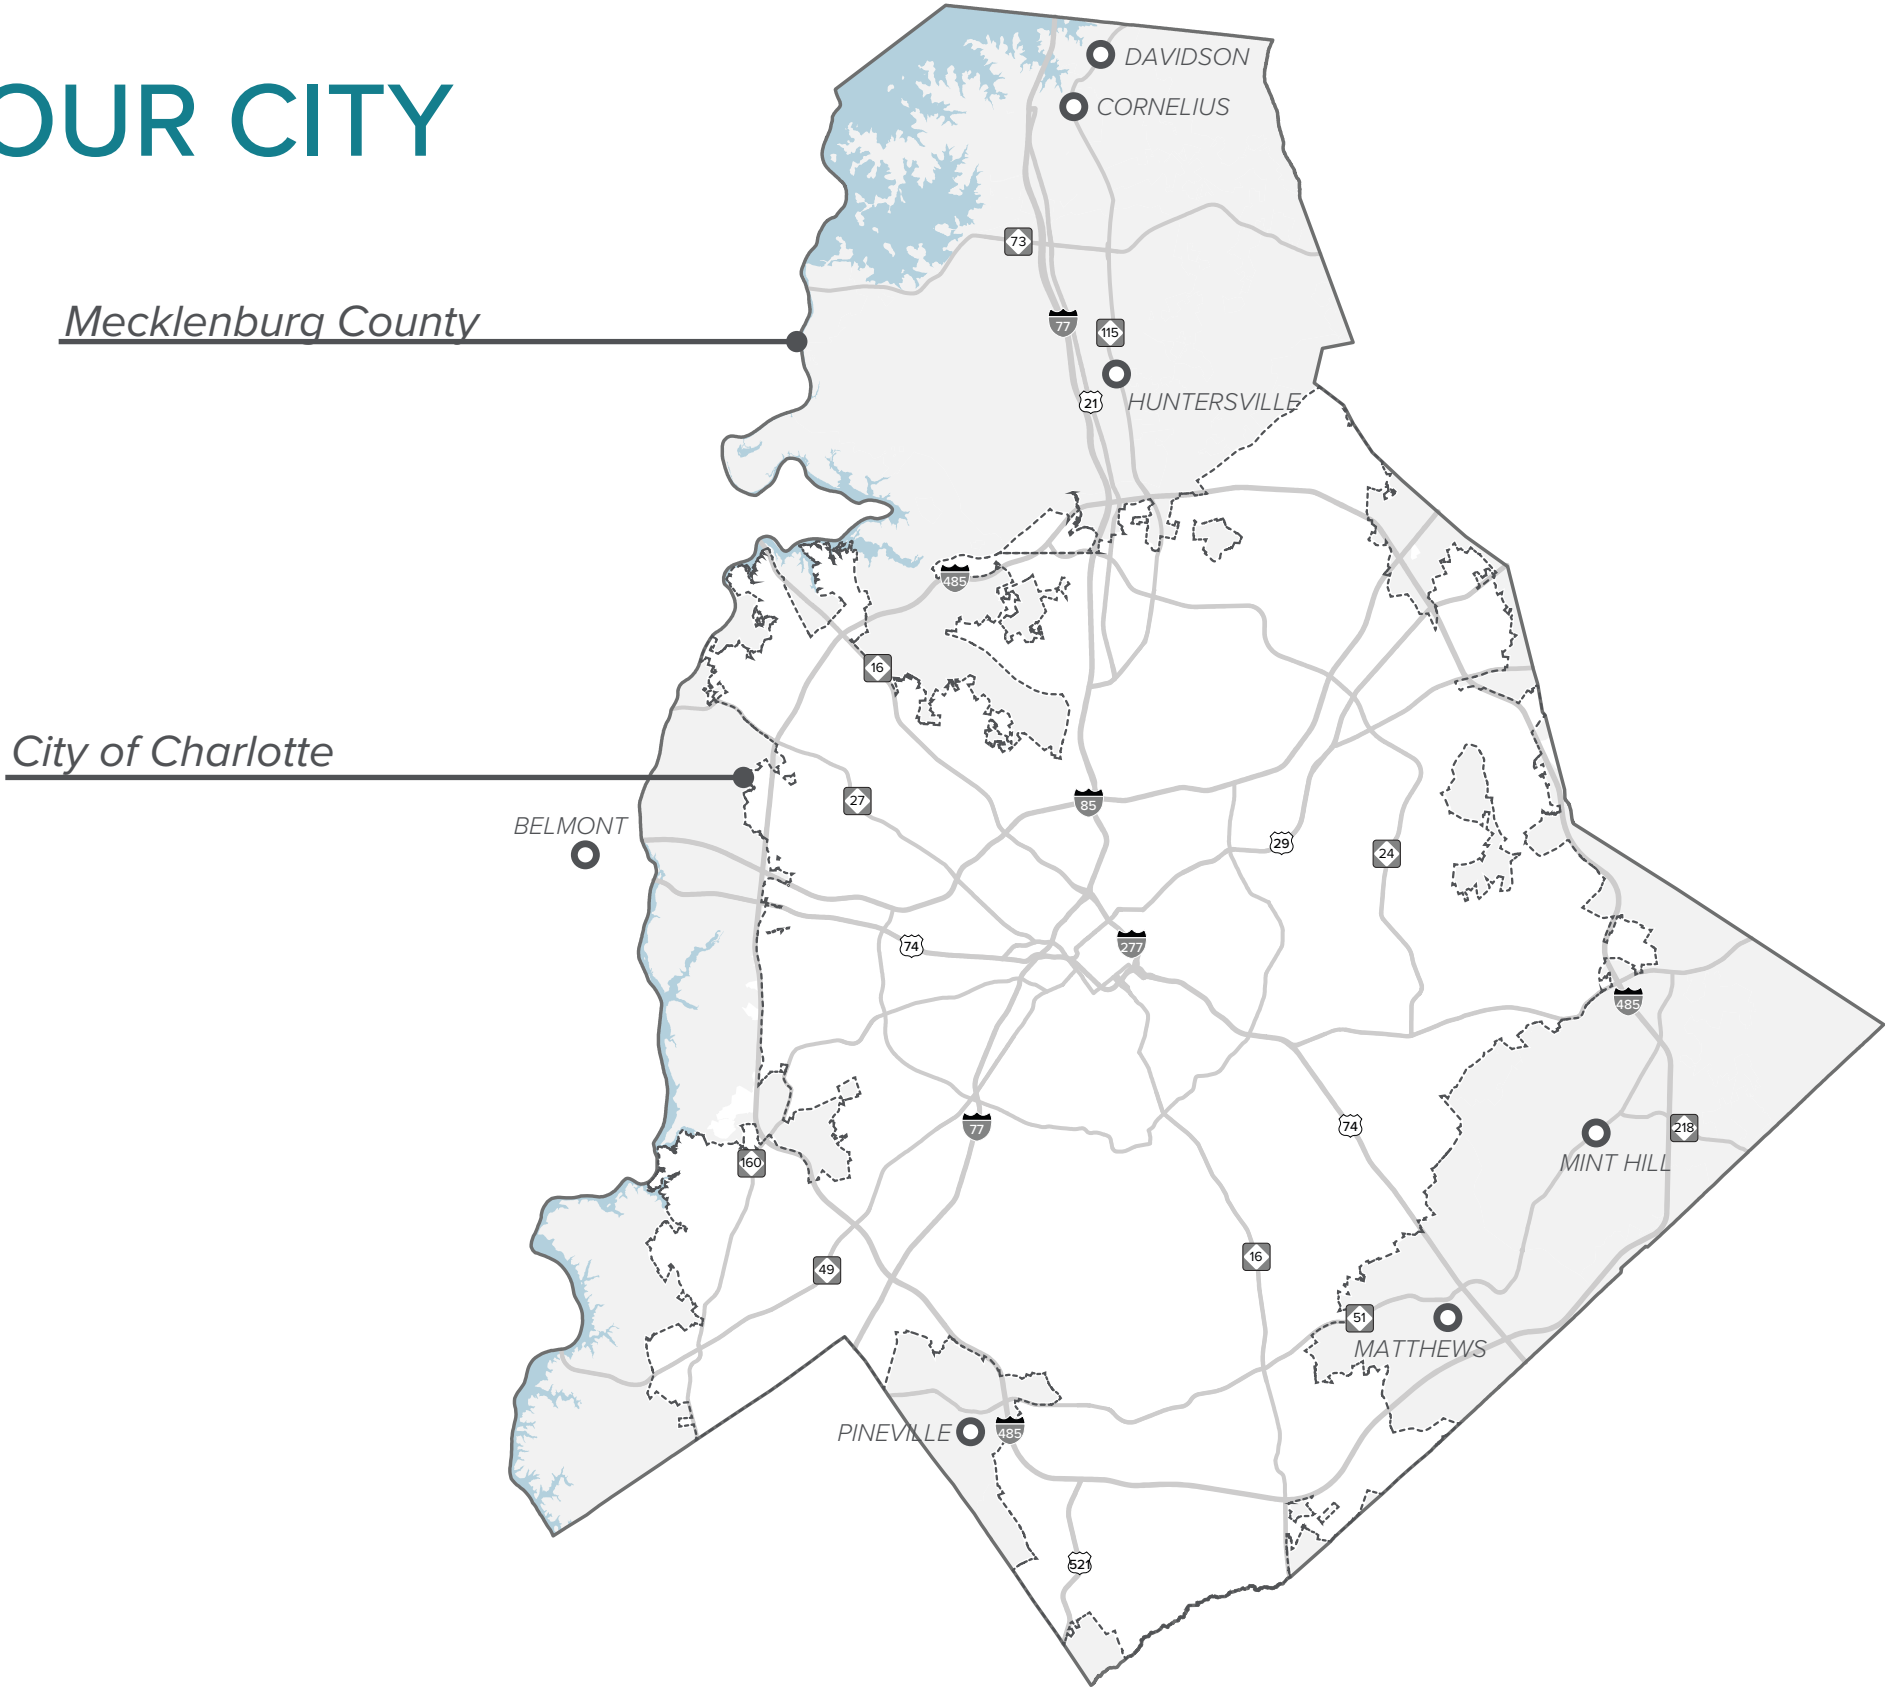 OUR CITY
DAVIDSON
CORNELIUS
73
Mecklenburg County
77
115
21
HUNTERSVILLE
485
16
City of Charlotte
27
85
BELMONT
29
24
74
277
485
77
74
218
MINT HILL
160
16
49
51
MATTHEWS
PINEVILLE
485
521